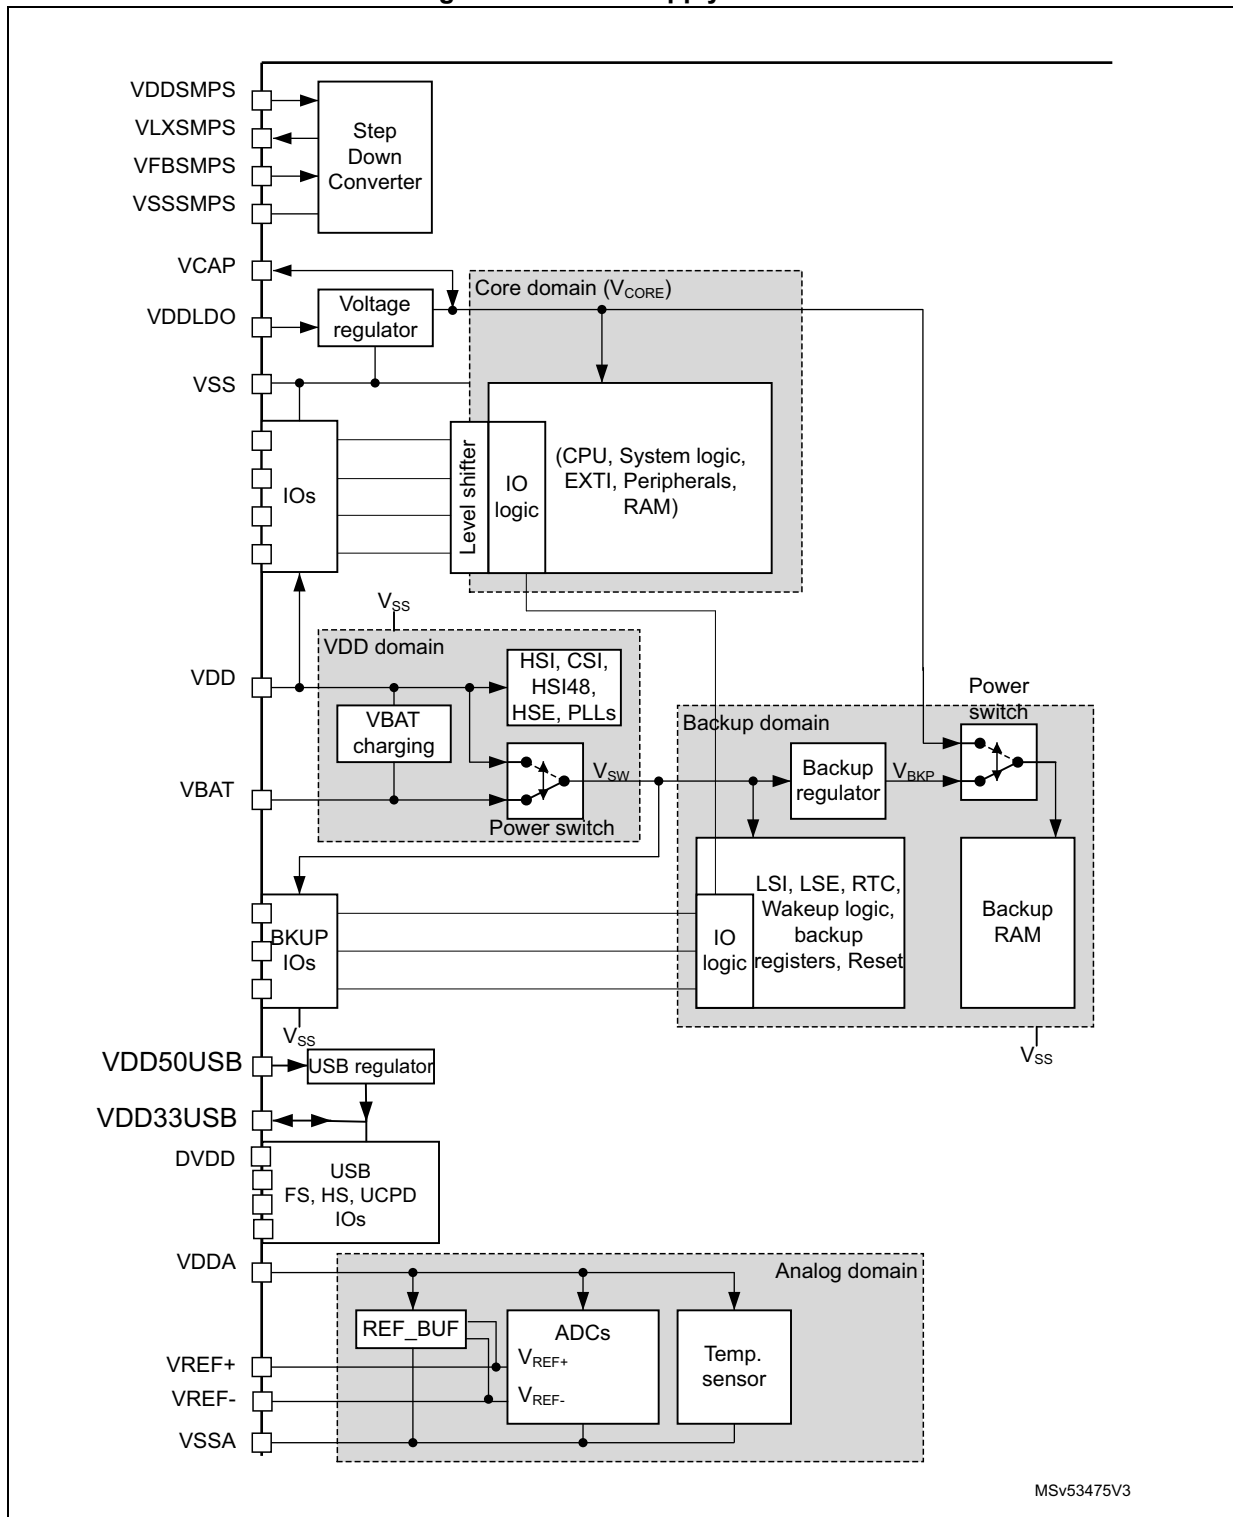 VDDSMPS
VLXSMPS
VFBSMPS
VSSSMPS
Step
Down
Converter
VCAP
VDDLDO
VSS
Voltage
regulator
Core domain (VCORE)
IOs
Level shifter
IO
logic
(CPU, System logic,
EXTI, Peripherals,
RAM)
VSS
VDD domain
VDD
HSI, CSI,
HSI48,
HSE, PLLs
VBAT
charging
VBAT
VSW
Power switch
Backup domain
Power
switch
Backup
regulator
VBKP
BKUP
IOs
IO
logic
LSI, LSE, RTC,
Wakeup logic,
backup
registers, Reset
Backup
RAM
VSS
VSS
VDD50USB
USB regulator
VDD33USB
DVDD
USB
FS, HS, UCPD
IOs
VDDA
Analog domain
REF_BUF
ADCs
VREF+
VREF-
Temp.
sensor
VREF+
VREF-
VSSA
MSv53475V3